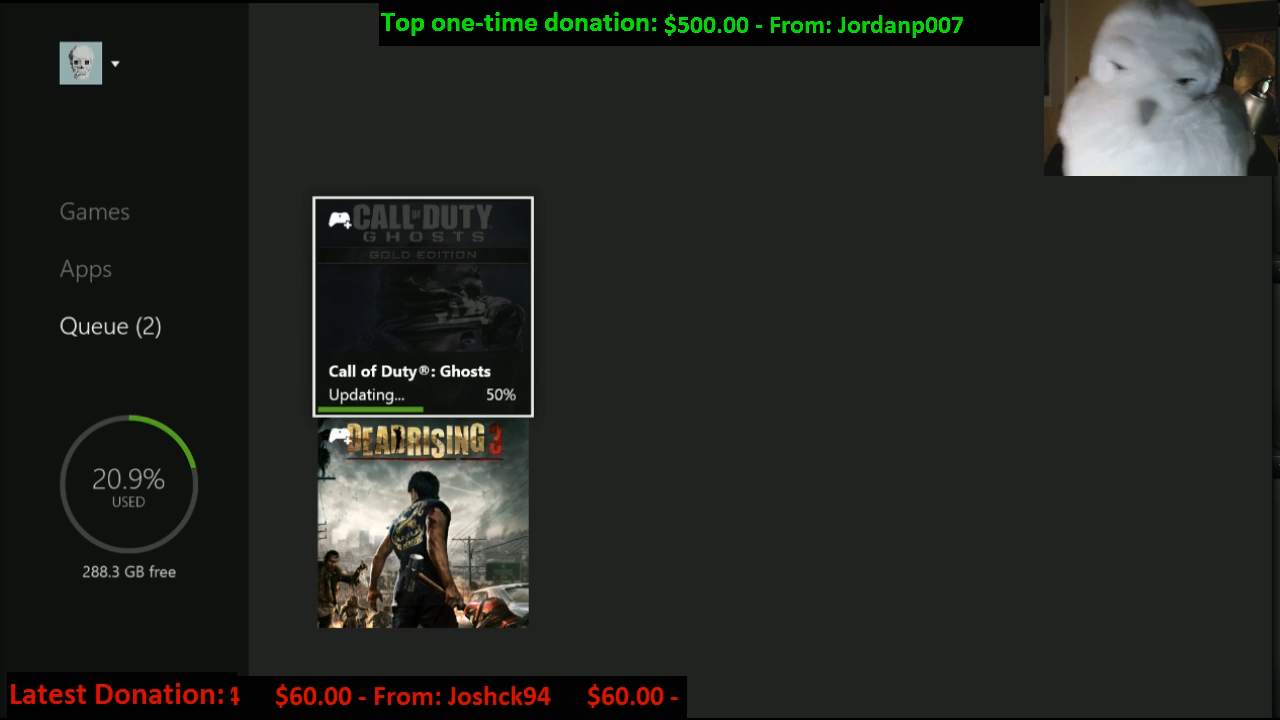 Top one-time donation: $500.00 - From: Jordanp007
Games
Apps
Queue (2)
CALL OF DUTY
GHOSTS
GOLD EDITION
Call of Duty®: Ghosts
Updating... 50%
DEADRISING 3
20.9%
USED
288.3 GB free
Latest Donation: 4 $60.00 - From: Joshck94 $60.00 -